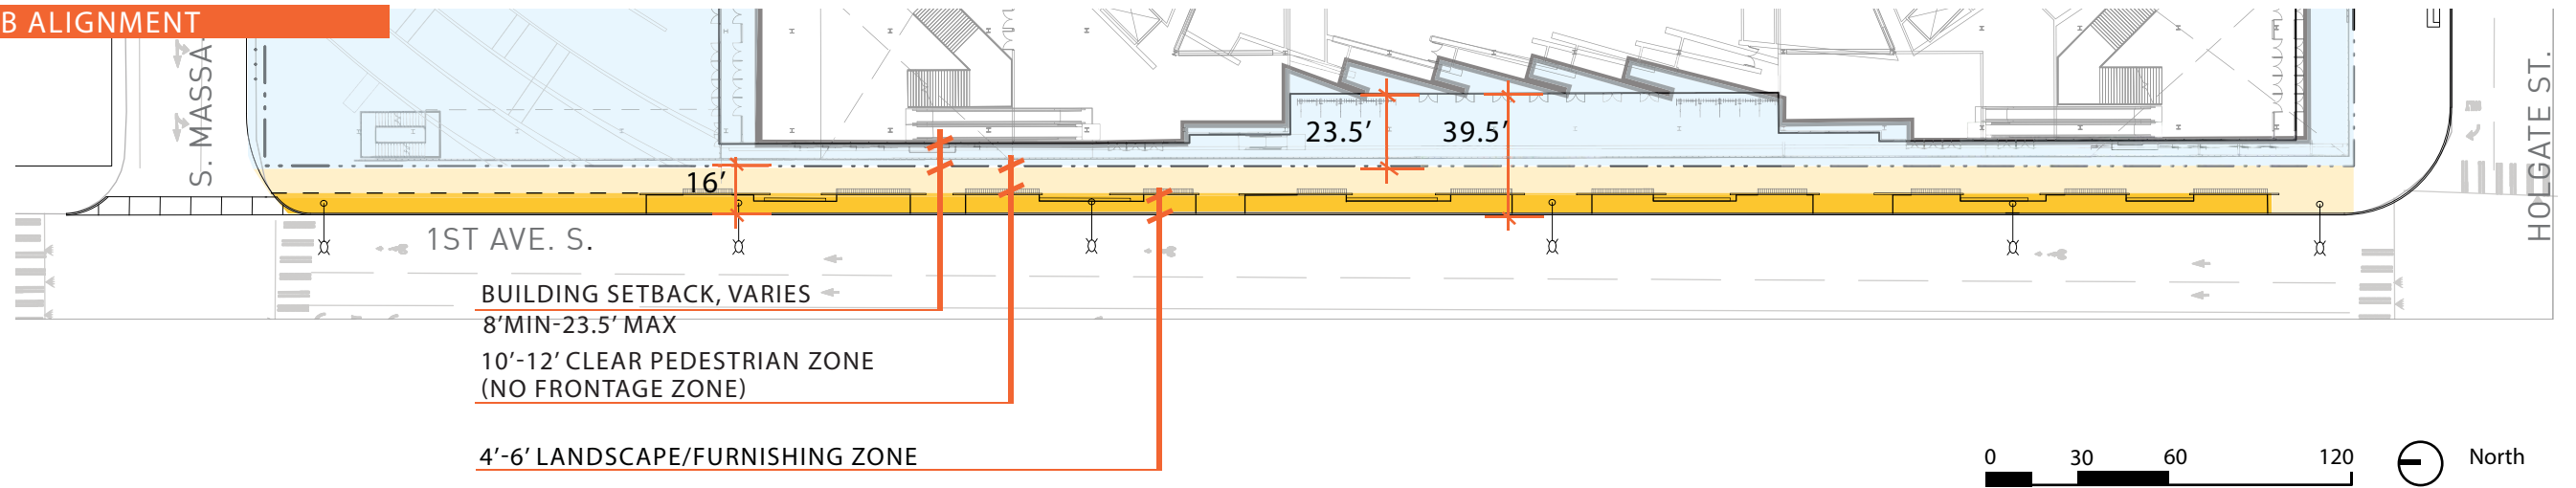 B ALIGNMENT
S. MASSA
HOLGATE ST.
23.5’
39.5’
16’
1ST AVE. S.
BUILDING SETBACK, VARIES
8’MIN-23.5’ MAX
10’-12’ CLEAR PEDESTRIAN ZONE
(NO FRONTAGE ZONE)
4’-6’ LANDSCAPE/FURNISHING ZONE
0 30 60 120
North